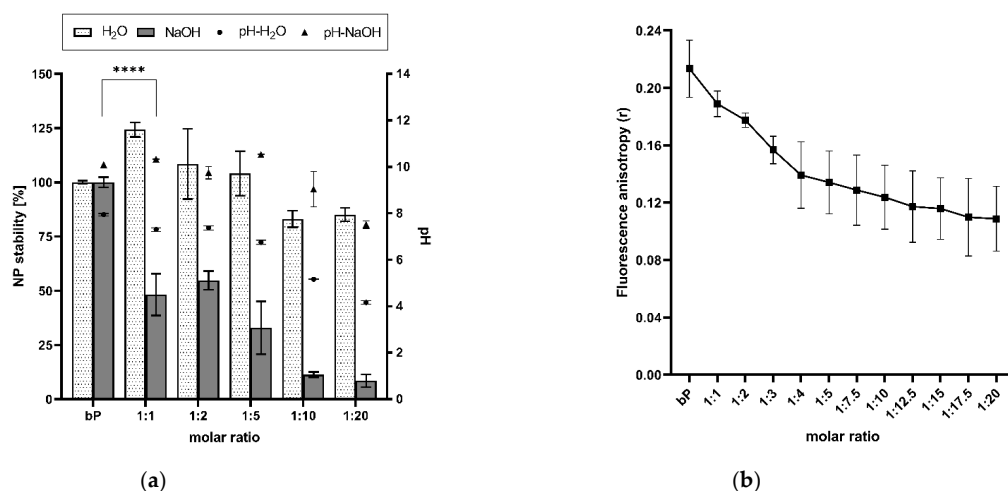 H₂O NaOH pH-H₂O pH-NaOH
****
150
125
100
75
50
25
0
NP stability [%]
14
12
10
8
6
4
2
0
pH
bP 1:1 1:2 1:5 1:10 1:20
molar ratio
(a)
0.24
0.20
0.16
0.12
0.08
0.04
0.00
Fluorescence anisotropy (r)
bP 1:1 1:2 1:3 1:4 1:5 1:7.5 1:10 1:12.5 1:15 1:17.5 1:20
molar ratio
(b)